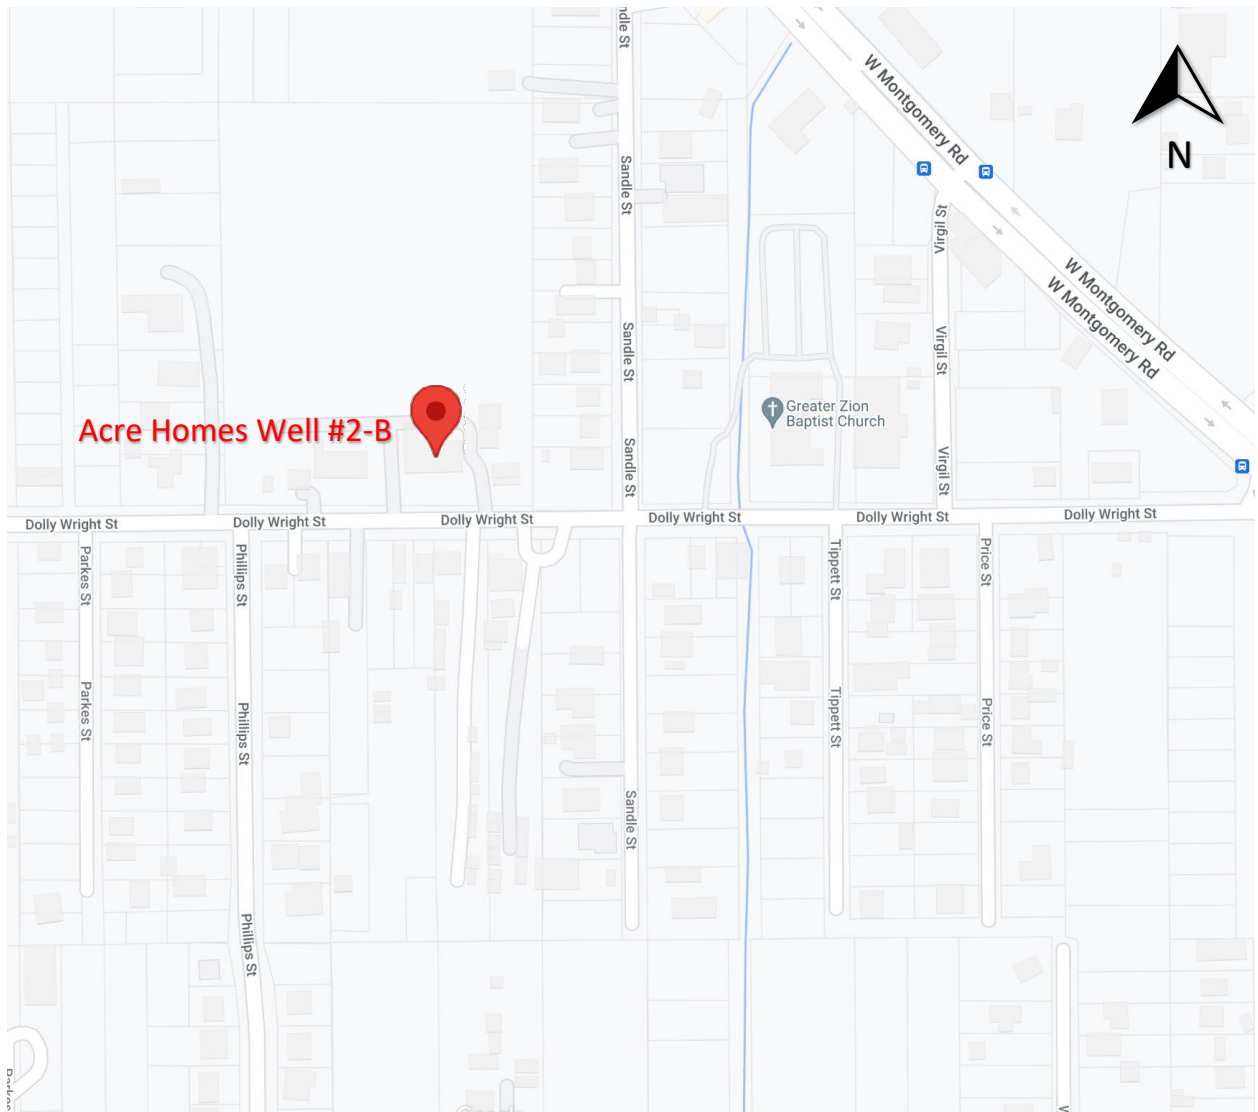 ndle St
W Montgomery Rd
N
Sandle St
Virgil St
W Montgomery Rd
W Montgomery Rd
Sandle St
Virgil St
Acre Homes Well #2-B
Greater Zion
Baptist Church
Sandle St
Virgil St
Dolly Wright St
Dolly Wright St
Dolly Wright St
Dolly Wright St
Dolly Wright St
Dolly Wright St
Parkes St
Phillips St
Tippett St
Price St
Parkes St
Phillips St
Tippett St
Price St
Sandle St
Phillips St